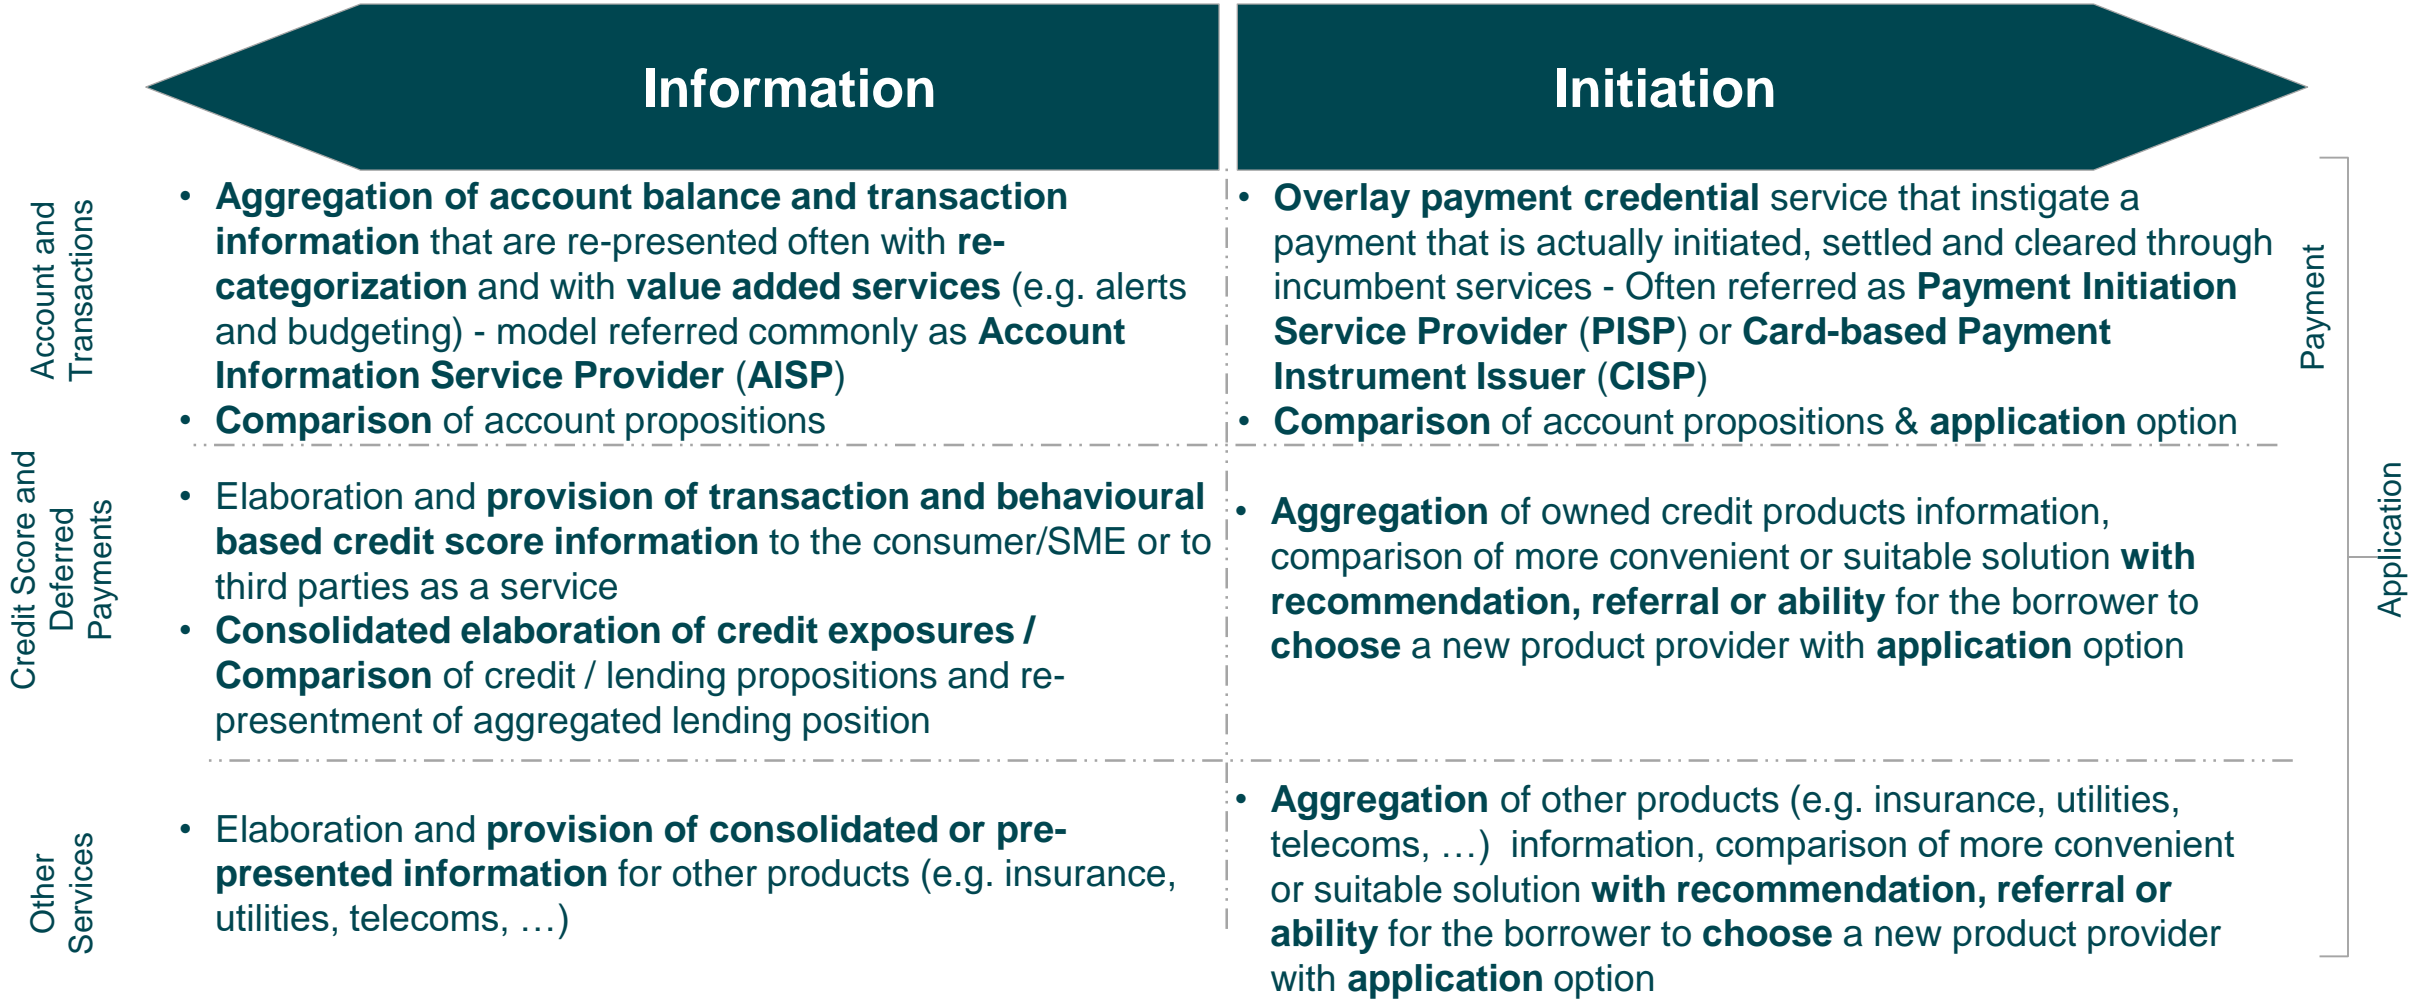 Information
Initiation
Account and
Transactions
• Aggregation of account balance and transaction
information that are re-presented often with re-
categorization and with value added services (e.g. alerts
and budgeting) - model referred commonly as Account
Information Service Provider (AISP)
• Comparison of account propositions
• Overlay payment credential service that instigate a
payment that is actually initiated, settled and cleared through
incumbent services - Often referred as Payment Initiation
Service Provider (PISP) or Card-based Payment
Instrument Issuer (CISP)
• Comparison of account propositions & application option
Payment
Credit Score and
Deferred
Payments
• Elaboration and provision of transaction and behavioural
based credit score information to the consumer/SME or to
third parties as a service
• Consolidated elaboration of credit exposures /
Comparison of credit / lending propositions and re-
presentment of aggregated lending position
• Aggregation of owned credit products information,
comparison of more convenient or suitable solution with
recommendation, referral or ability for the borrower to
choose a new product provider with application option
Application
Other
Services
• Elaboration and provision of consolidated or pre-
presented information for other products (e.g. insurance,
utilities, telecoms, …)
• Aggregation of other products (e.g. insurance, utilities,
telecoms, …)  information, comparison of more convenient
or suitable solution with recommendation, referral or
ability for the borrower to choose a new product provider
with application option